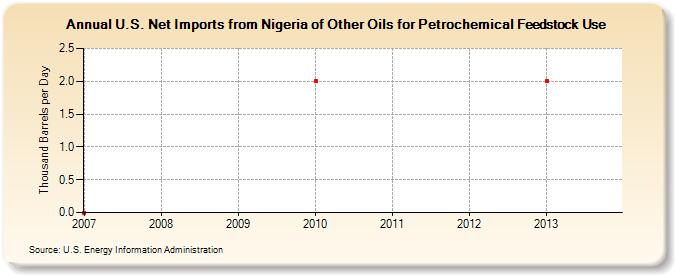 Annual U.S. Net Imports from Nigeria of Other Oils for Petrochemical Feedstock Use
Thousand Barrels per Day
2.5
2.0
1.5
1.0
0.5
0.0
2007 2008 2009 2010 2011 2012 2013
Source: U.S. Energy Information Administration